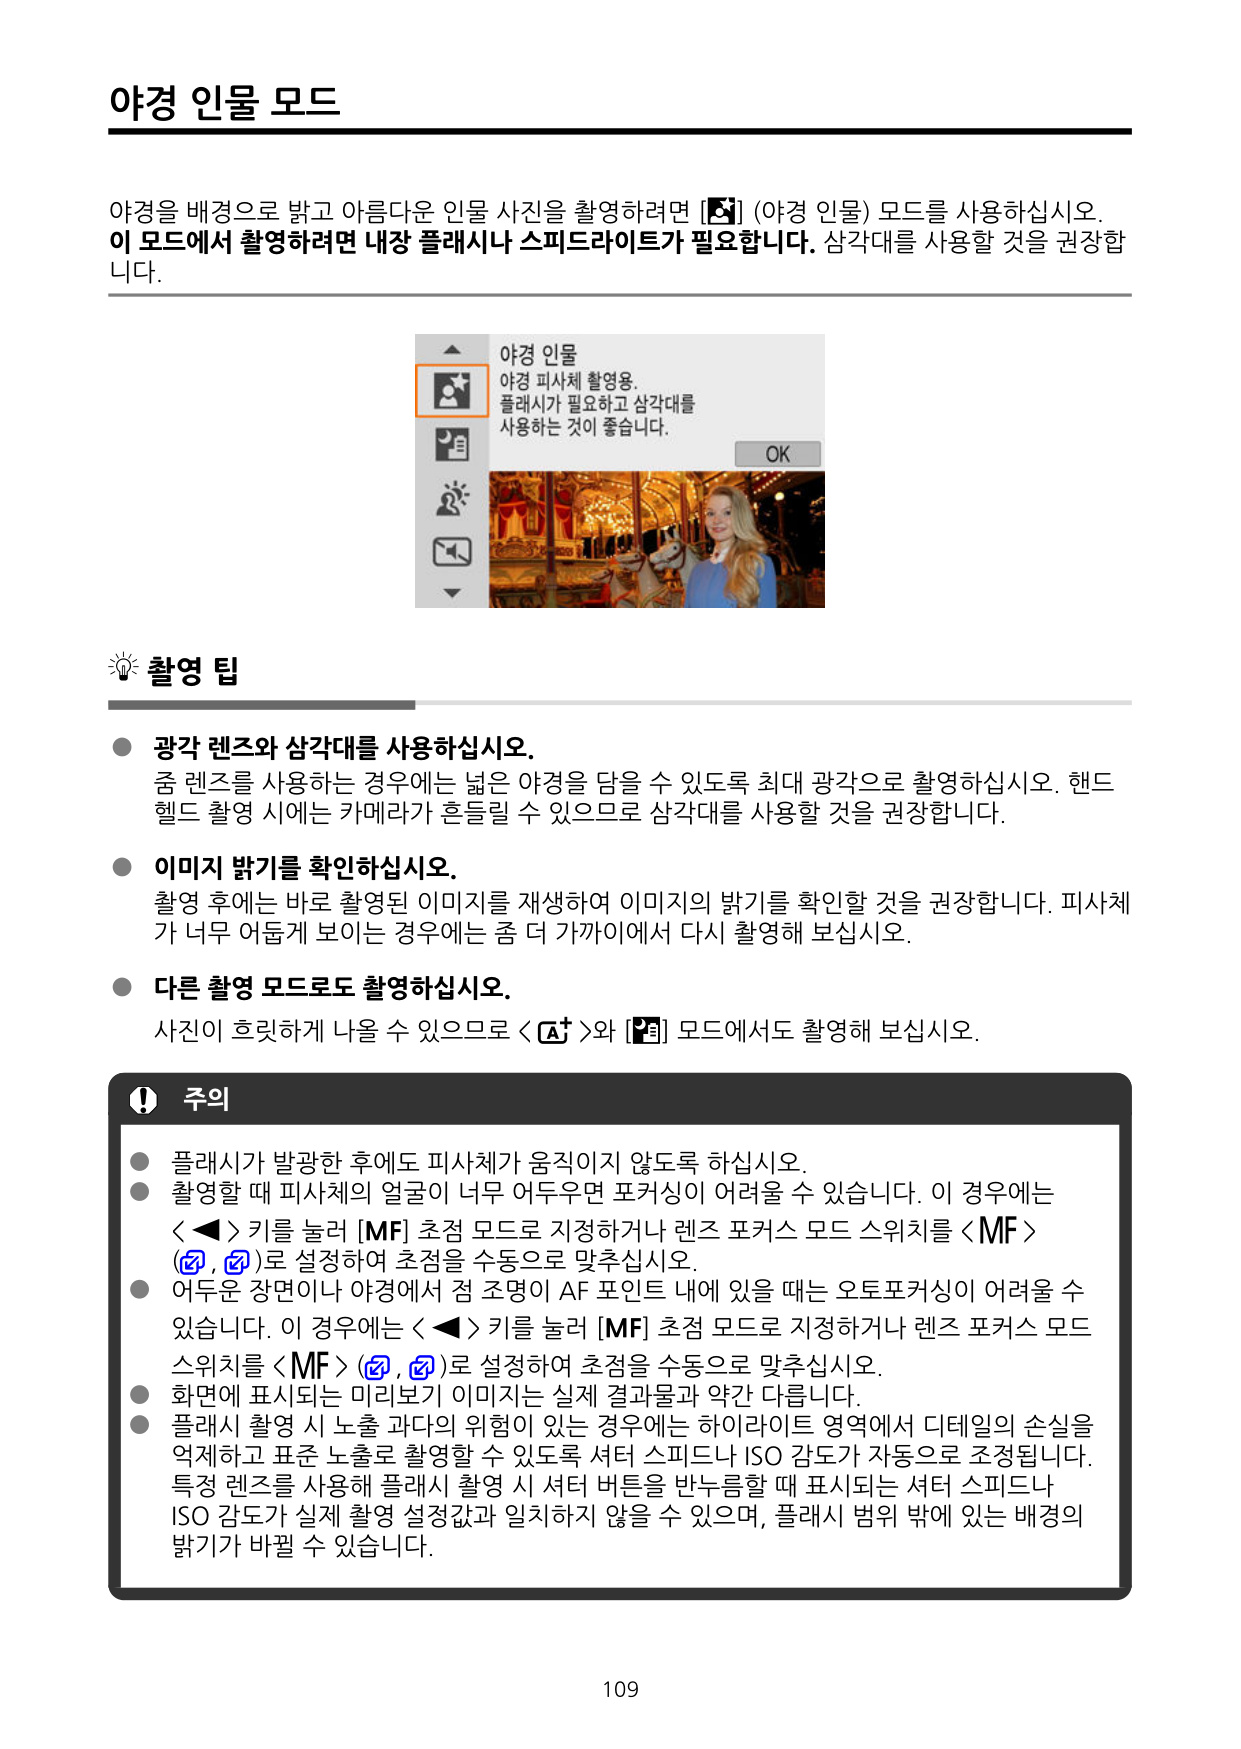 야경 인물 모드
야경을 배경으로 밝고 아름다운 인물 사진을 촬영하려면 [] (야경 인물) 모드를 사용하십시오.
이 모드에서 촬영하려면 내장 플래시나 스피드라이트가 필요합니다. 삼각대를 사용할 것을 권장합
니다.
야경 인물
야경 피사체 촬영용.
플래시가 필요하고 삼각대를
사용하는 것이 좋습니다.
OK
촬영 팁
● 광각 렌즈와 삼각대를 사용하십시오.
줌 렌즈를 사용하는 경우에는 넓은 야경을 담을 수 있도록 최대 광각으로 촬영하십시오. 핸드
헬드 촬영 시에는 카메라가 흔들릴 수 있으므로 삼각대를 사용할 것을 권장합니다.
● 이미지 밝기를 확인하십시오.
촬영 후에는 바로 촬영된 이미지를 재생하여 이미지의 밝기를 확인할 것을 권장합니다. 피사체
가 너무 어둡게 보이는 경우에는 좀 더 가까이에서 다시 촬영해 보십시오.
● 다른 촬영 모드로도 촬영하십시오.
사진이 흐릿하게 나올 수 있으므로 < A+ >와 [] 모드에서도 촬영해 보십시오.
주의
● 플래시가 발광한 후에도 피사체가 움직이지 않도록 하십시오.
● 촬영할 때 피사체의 얼굴이 너무 어두우면 포커싱이 어려울 수 있습니다. 이 경우에는
< ◀ > 키를 눌러 [MF] 초점 모드로 지정하거나 렌즈 포커스 모드 스위치를 < MF >
( , )로 설정하여 초점을 수동으로 맞추십시오.
● 어두운 장면이나 야경에서 점 조명이 AF 포인트 내에 있을 때는 오토포커싱이 어려울 수
있습니다. 이 경우에는 < ◀ > 키를 눌러 [MF] 초점 모드로 지정하거나 렌즈 포커스 모드
스위치를 < MF > ( , )로 설정하여 초점을 수동으로 맞추십시오.
● 화면에 표시되는 미리보기 이미지는 실제 결과물과 약간 다릅니다.
● 플래시 촬영 시 노출 과다의 위험이 있는 경우에는 하이라이트 영역에서 디테일의 손실을
억제하고 표준 노출로 촬영할 수 있도록 셔터 스피드나 ISO 감도가 자동으로 조정됩니다.
특정 렌즈를 사용해 플래시 촬영 시 셔터 버튼을 반누름할 때 표시되는 셔터 스피드나
ISO 감도가 실제 촬영 설정값과 일치하지 않을 수 있으며, 플래시 범위 밖에 있는 배경의
밝기가 바뀔 수 있습니다.
109